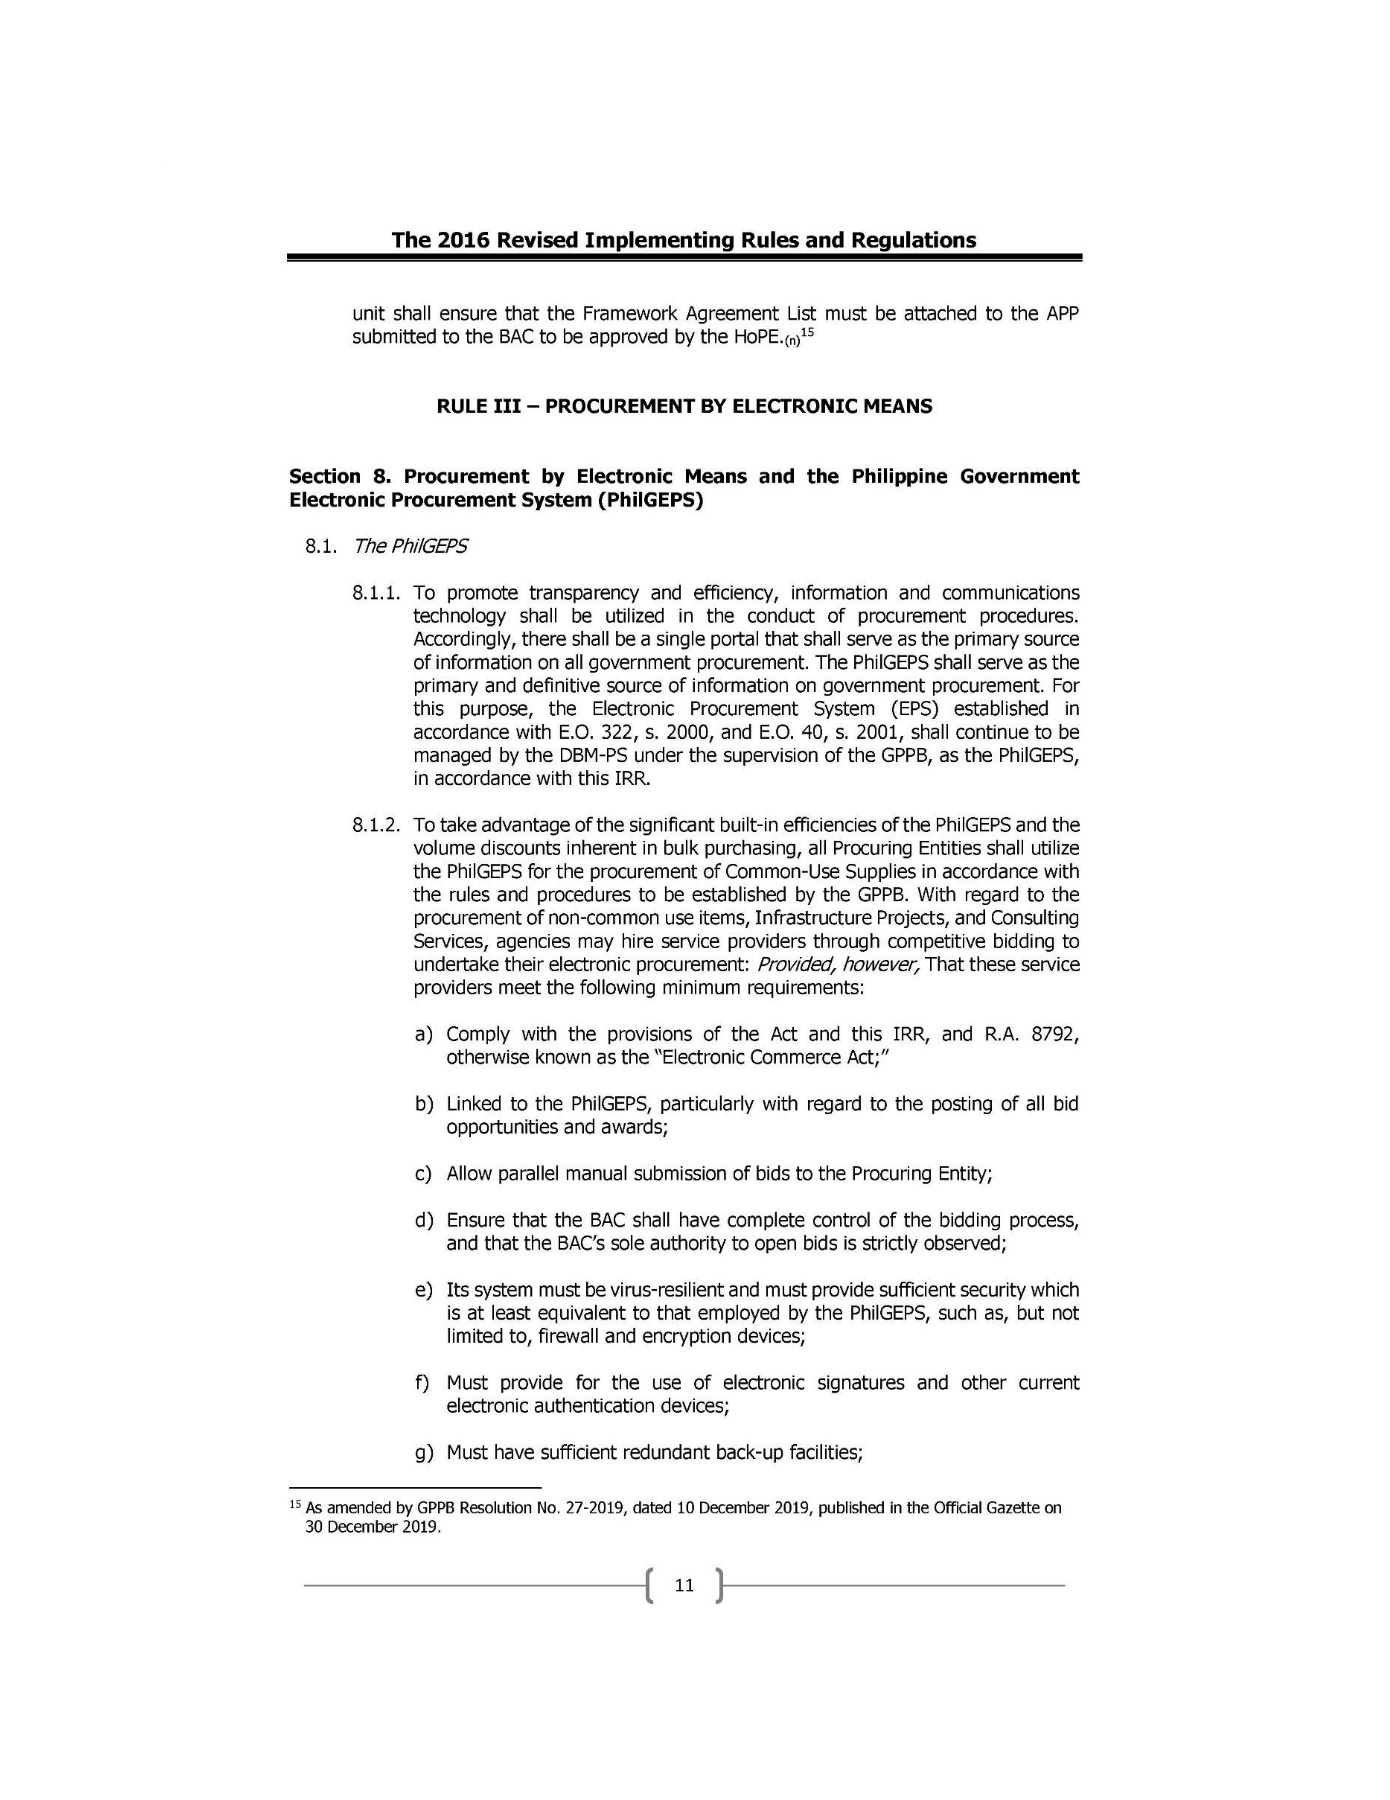 The 2016 Revised Implementing Rules and Regulations
unit shall ensure that the Framework Agreement List must be attached to the APP
submitted to the BAC to be approved by the HoPE.(n)15
RULE III – PROCUREMENT BY ELECTRONIC MEANS
Section 8. Procurement by Electronic Means and the Philippine Government
Electronic Procurement System (PhilGEPS)
8.1. The PhilGEPS
8.1.1. To promote transparency and efficiency, information and communications
technology shall be utilized in the conduct of procurement procedures.
Accordingly, there shall be a single portal that shall serve as the primary source
of information on all government procurement. The PhilGEPS shall serve as the
primary and definitive source of information on government procurement. For
this purpose, the Electronic Procurement System (EPS) established in
accordance with E.O. 322, s. 2000, and E.O. 40, s. 2001, shall continue to be
managed by the DBM-PS under the supervision of the GPPB, as the PhilGEPS,
in accordance with this IRR.
8.1.2. To take advantage of the significant built-in efficiencies of the PhilGEPS and the
volume discounts inherent in bulk purchasing, all Procuring Entities shall utilize
the PhilGEPS for the procurement of Common-Use Supplies in accordance with
the rules and procedures to be established by the GPPB. With regard to the
procurement of non-common use items, Infrastructure Projects, and Consulting
Services, agencies may hire service providers through competitive bidding to
undertake their electronic procurement: Provided, however, That these service
providers meet the following minimum requirements:
a) Comply with the provisions of the Act and this IRR, and R.A. 8792,
otherwise known as the “Electronic Commerce Act;”
b) Linked to the PhilGEPS, particularly with regard to the posting of all bid
opportunities and awards;
c) Allow parallel manual submission of bids to the Procuring Entity;
d) Ensure that the BAC shall have complete control of the bidding process,
and that the BAC’s sole authority to open bids is strictly observed;
e) Its system must be virus-resilient and must provide sufficient security which
is at least equivalent to that employed by the PhilGEPS, such as, but not
limited to, firewall and encryption devices;
f) Must provide for the use of electronic signatures and other current
electronic authentication devices;
g) Must have sufficient redundant back-up facilities;
15 As amended by GPPB Resolution No. 27-2019, dated 10 December 2019, published in the Official Gazette on
30 December 2019.
11